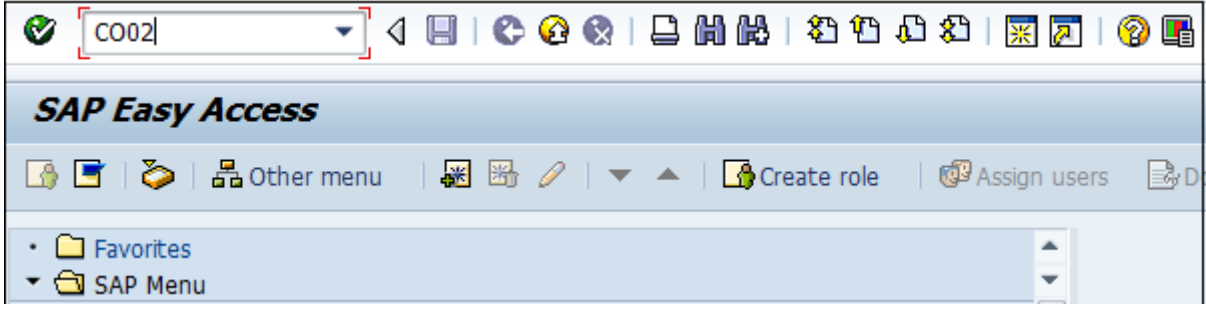 CO02
SAP Easy Access
Other menu Create role Assign users D
Favorites
SAP Menu